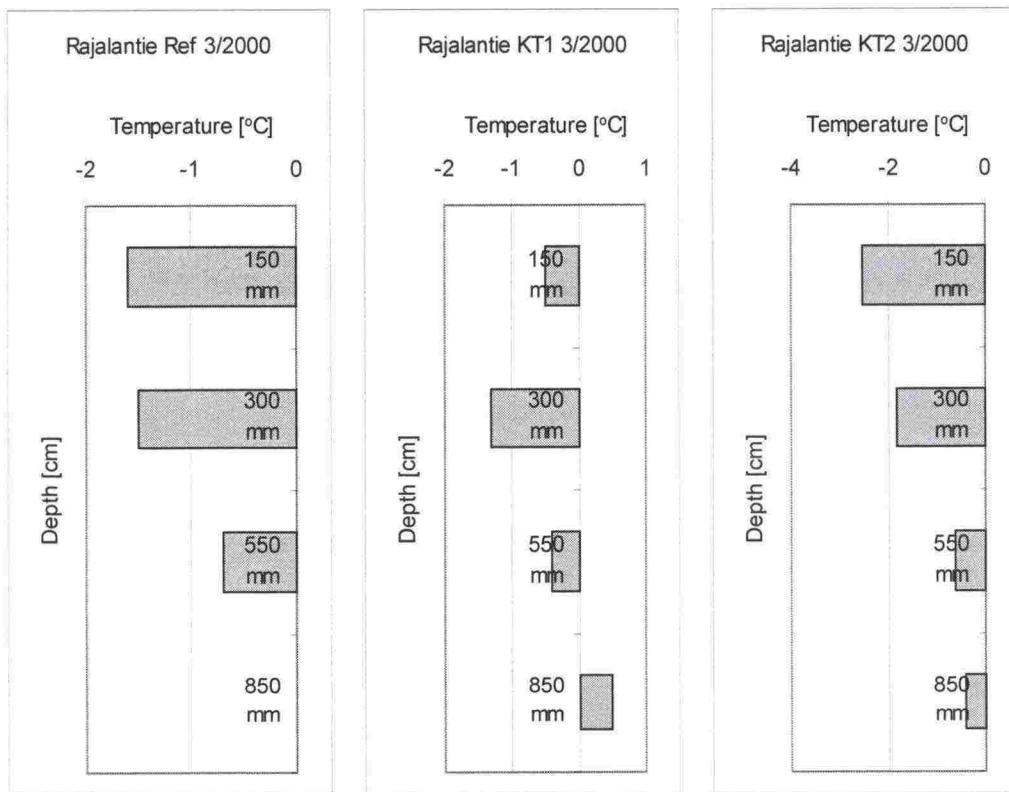 Rajalantie Ref 3/2000
Temperature [°C]
-2 -1 0
Depth [cm]
150
mm
300
mm
550
mm
850
mm
Rajalantie KT1 3/2000
Temperature [°C]
-2 -1 0 1
Depth [cm]
150
mm
300
mm
550
mm
850
mm
Rajalantie KT2 3/2000
Temperature [°C]
-4 -2 0
Depth [cm]
150
mm
300
mm
550
mm
850
mm